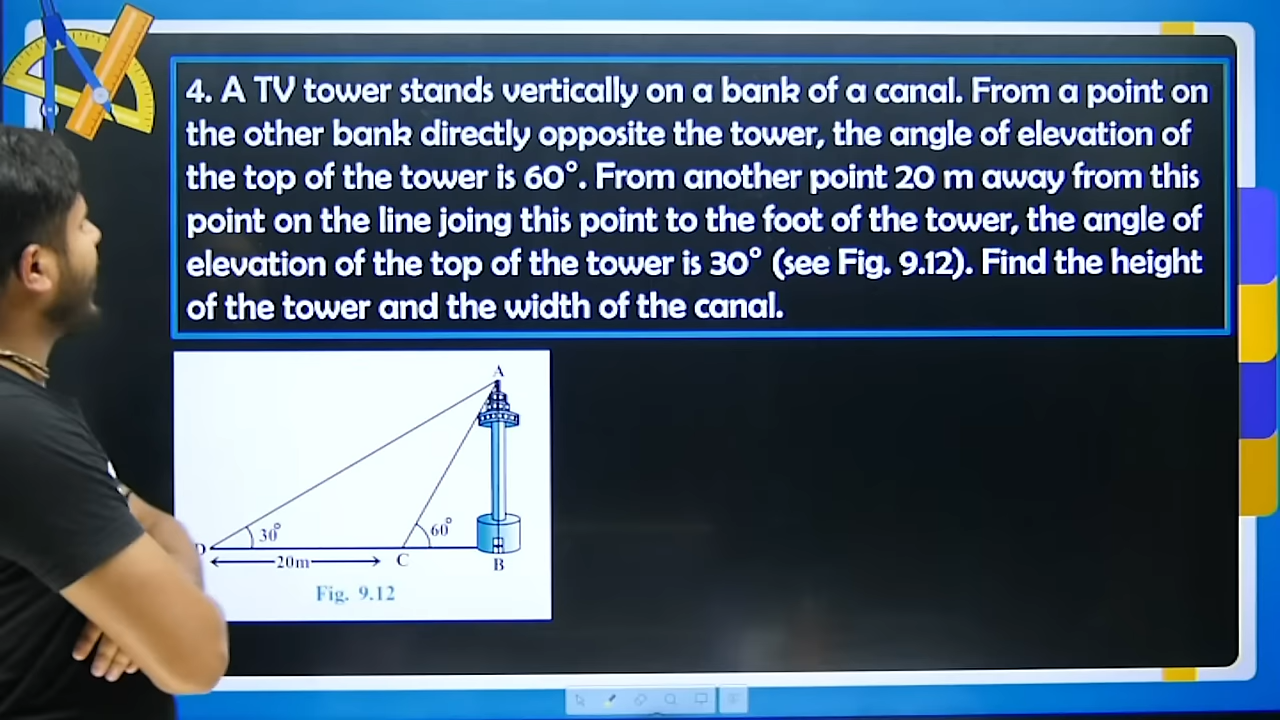 4. A TV tower stands vertically on a bank of a canal. From a point on
the other bank directly opposite the tower, the angle of elevation of
the top of the tower is 60°. From another point 20 m away from this
point on the line joing this point to the foot of the tower, the angle of
elevation of the top of the tower is 30° (see Fig. 9.12). Find the height
of the tower and the width of the canal.
A
30°
60°
D
20m
C
B
Fig. 9.12